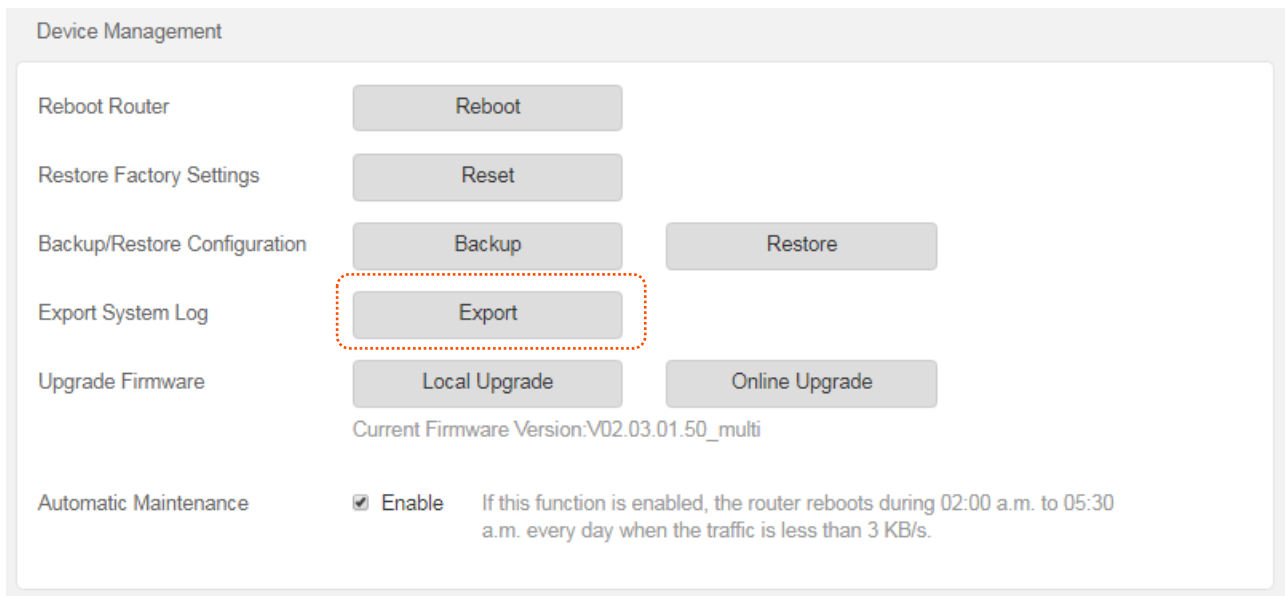 Device Management
Reboot Router Reboot
Restore Factory Settings Reset
Backup/Restore Configuration Backup Restore
Export System Log Export
Upgrade Firmware Local Upgrade Online Upgrade
Current Firmware Version:V02.03.01.50_multi
Automatic Maintenance Enable If this function is enabled, the router reboots during 02:00 a.m. to 05:30
a.m. every day when the traffic is less than 3 KB/s.